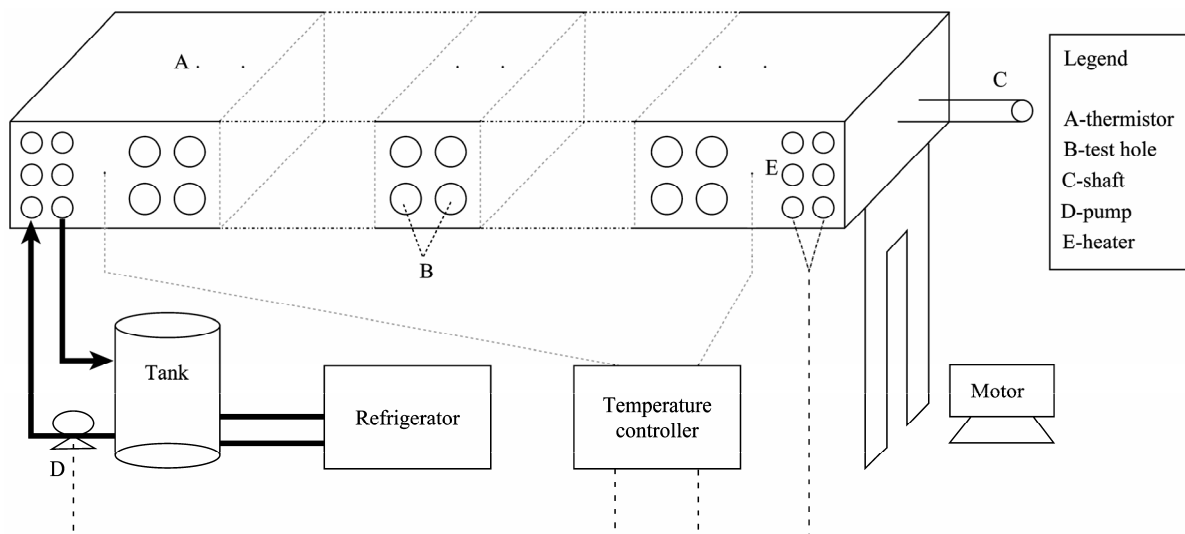 A
C
Legend
A-thermistor
B-test hole
C-shaft
D-pump
E-heater
E
B
Tank
Refrigerator
Temperature
controller
Motor
D